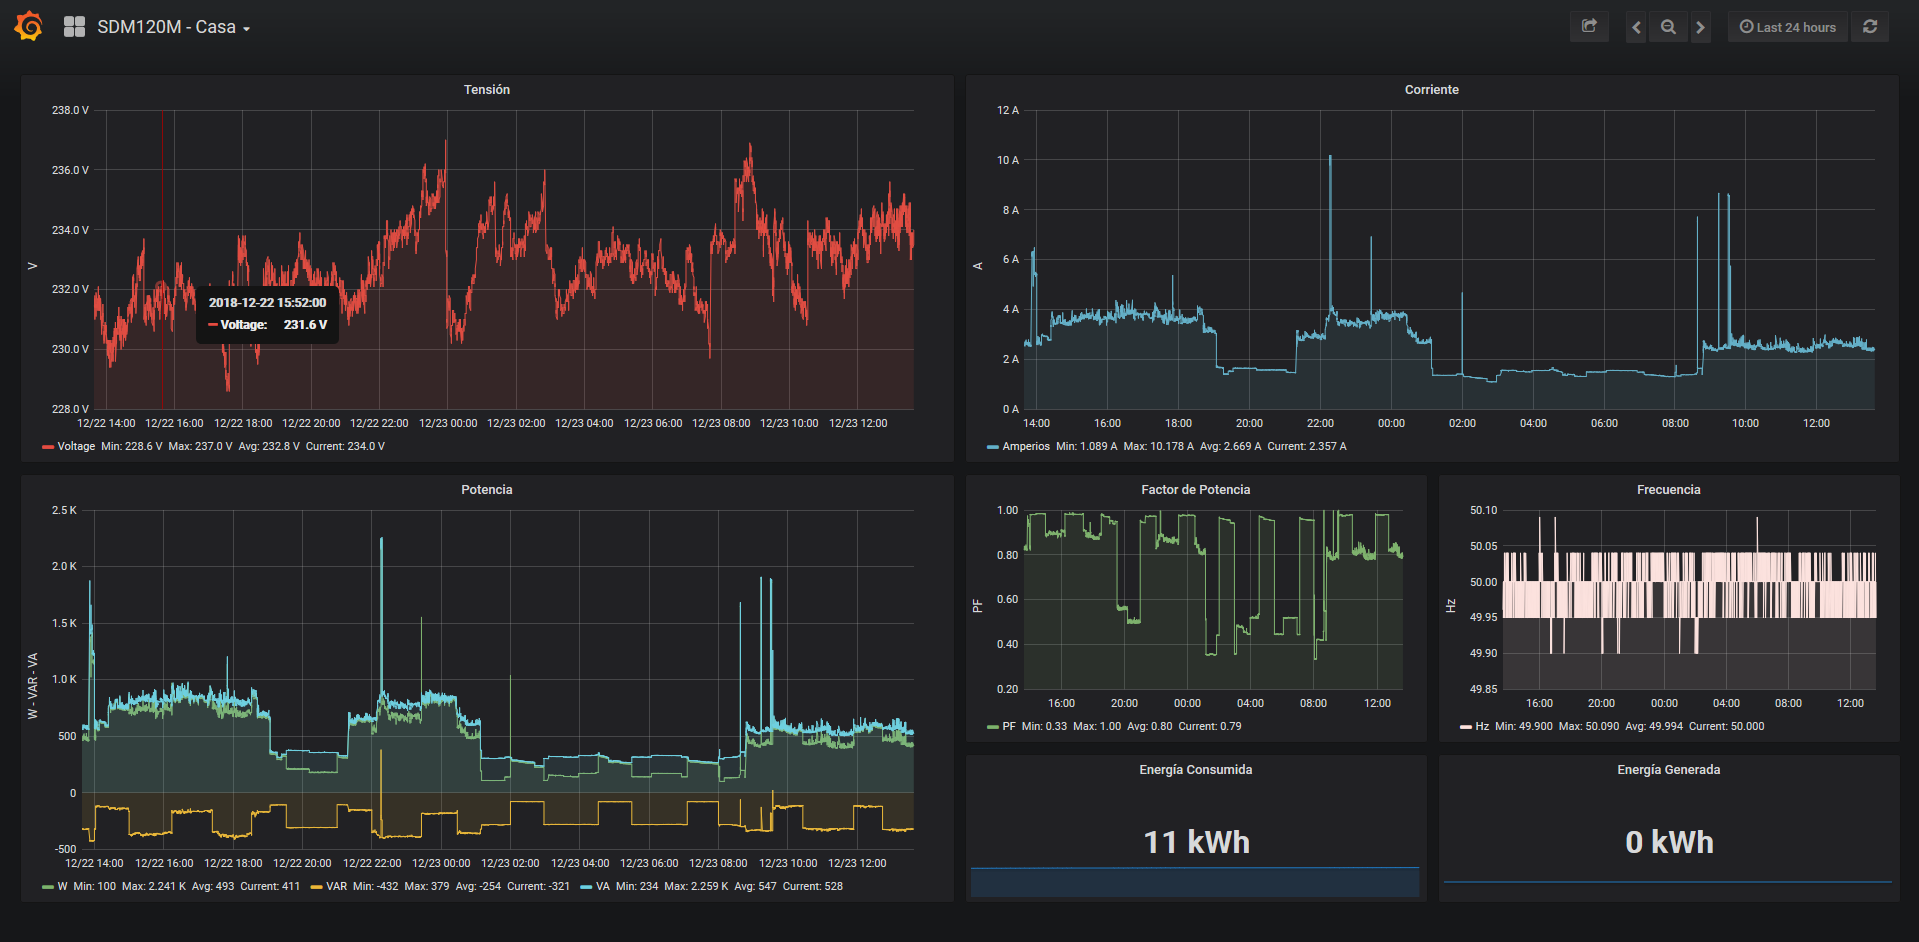 SDM120M - Casa
Last 24 hours
Tensión
238.0 V
236.0 V
234.0 V
232.0 V
230.0 V
228.0 V
V
2018-12-22 15:52:00
Voltage: 231.6 V
12/22 14:00 12/22 16:00 12/22 18:00 12/22 20:00 12/22 22:00 12/23 00:00 12/23 02:00 12/23 04:00 12/23 06:00 12/23 08:00 12/23 10:00 12/23 12:00
Voltage Min: 228.6 V Max: 237.0 V Avg: 232.8 V Current: 234.0 V
Corriente
12 A
10 A
8 A
6 A
4 A
2 A
0 A
A
14:00 16:00 18:00 20:00 22:00 00:00 02:00 04:00 06:00 08:00 10:00 12:00
Amperios Min: 1.089 A Max: 10.178 A Avg: 2.669 A Current: 2.357 A
Potencia
2.5 K
2.0 K
1.5 K
1.0 K
500
0
-500
W - VAR - VA
12/22 14:00 12/22 16:00 12/22 18:00 12/22 20:00 12/22 22:00 12/23 00:00 12/23 02:00 12/23 04:00 12/23 06:00 12/23 08:00 12/23 10:00 12/23 12:00
W Min: 100 Max: 2.241 K Avg: 493 Current: 411 VAR Min: -432 Max: 379 Avg: -254 Current: -321 VA Min: 234 Max: 2.259 K Avg: 547 Current: 528
Factor de Potencia
1.00
0.80
0.60
0.40
0.20
PF
16:00 20:00 00:00 04:00 08:00 12:00
PF Min: 0.33 Max: 1.00 Avg: 0.80 Current: 0.79
Frecuencia
50.10
50.05
50.00
49.95
49.90
49.85
Hz
16:00 20:00 00:00 04:00 08:00 12:00
Hz Min: 49.900 Max: 50.090 Avg: 49.994 Current: 50.000
Energía Consumida
11 kWh
Energía Generada
0 kWh